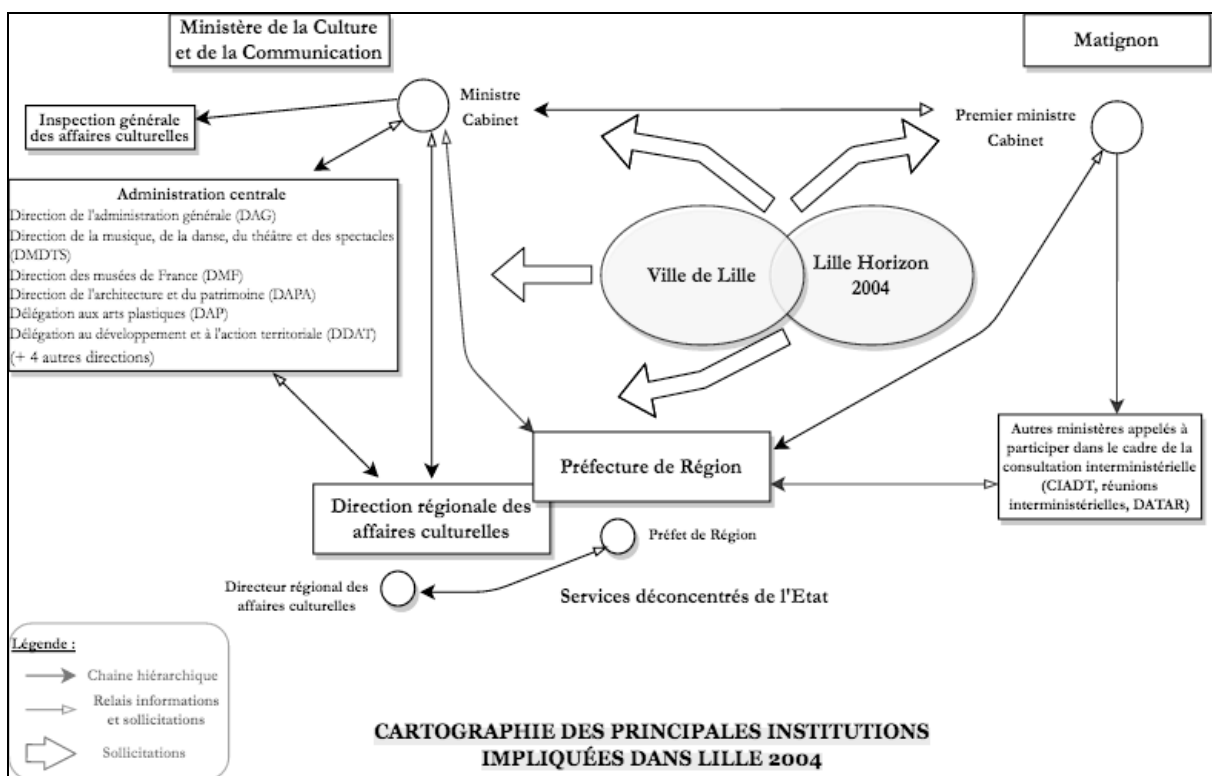 Ministère de la Culture
et de la Communication
Matignon
Ministre
Cabinet
Premier ministre
Cabinet
Inspection générale
des affaires culturelles
Administration centrale
Direction de l'administration générale (DAG)
Direction de la musique, de la danse, du théâtre et des spectacles
(DMDTS)
Direction des musées de France (DMF)
Direction de l'architecture et du patrimoine (DAPA)
Délégation aux arts plastiques (DAP)
Délégation au développement et à l'action territoriale (DDAT)
(+ 4 autres directions)
Ville de Lille
Lille Horizon
2004
Préfecture de Région
Autres ministères appelés à
participer dans le cadre de la
consultation interministérielle
(CIADT, réunions
interministérielles, DATAR)
Direction régionale des
affaires culturelles
Préfet de Région
Directeur régional des
affaires culturelles
Services déconcentrés de l'Etat
Légende :
Chaine hiérarchique
Relais informations
et sollicitations
Sollicitations
CARTOGRAPHIE DES PRINCIPALES INSTITUTIONS
IMPLIQUÉES DANS LILLE 2004